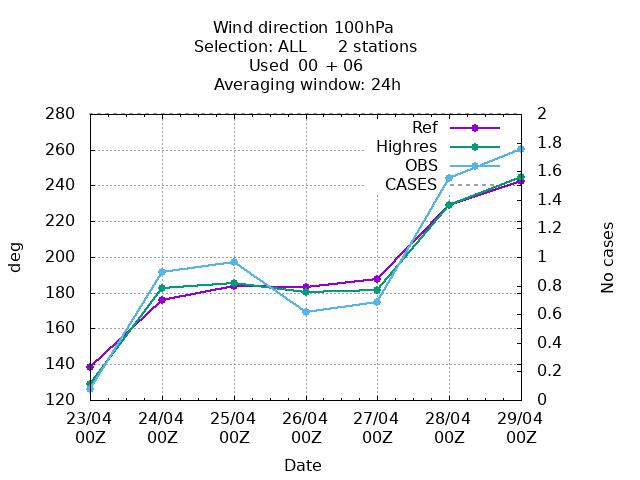 Wind direction 100hPa
Selection: ALL 2 stations
Used 00 + 06
Averaging window: 24h
280
260
240
220
200
180
160
140
120
deg
2
1.8
1.6
1.4
1.2
1
0.8
0.6
0.4
0.2
0
No cases
Ref
Highres
OBS
CASES
23/04 24/04 25/04 26/04 27/04 28/04 29/04
00Z 00Z 00Z 00Z 00Z 00Z 00Z
Date